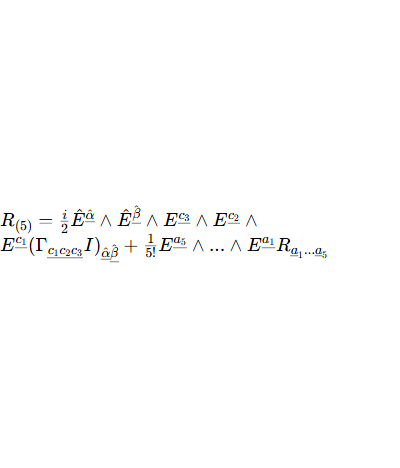 $R_{(5)} = \frac{i}{2} \hat{E}^{\underline{\hat{\alpha}}} \wedge \hat{E}^{\underline{\hat{\beta}}} \wedge E^{\underline{c_3}} \wedge E^{\underline{c_2}} \wedge$
$E^{\underline{c_1}} (\Gamma_{\underline{c_1 c_2 c_3}} I)_{\underline{\hat{\alpha}}\underline{\hat{\beta}}} + \frac{1}{5!} E^{\underline{a_5}} \wedge ... \wedge E^{\underline{a_1}} R_{\underline{a}_1 ... \underline{a}_5}$